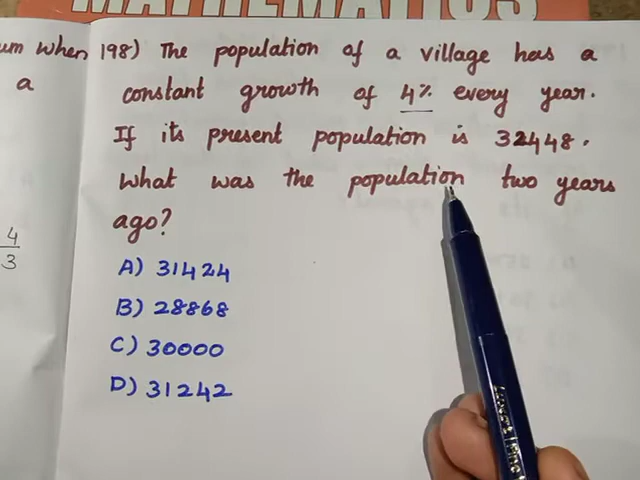 MATHEMATICS
um when
a
4
3
198) The population of a village has a
constant growth of 4% every year.
If its present population is 32448.
What was the population two years
ago?
A) 31424
B) 28868
C) 30000
D) 31242